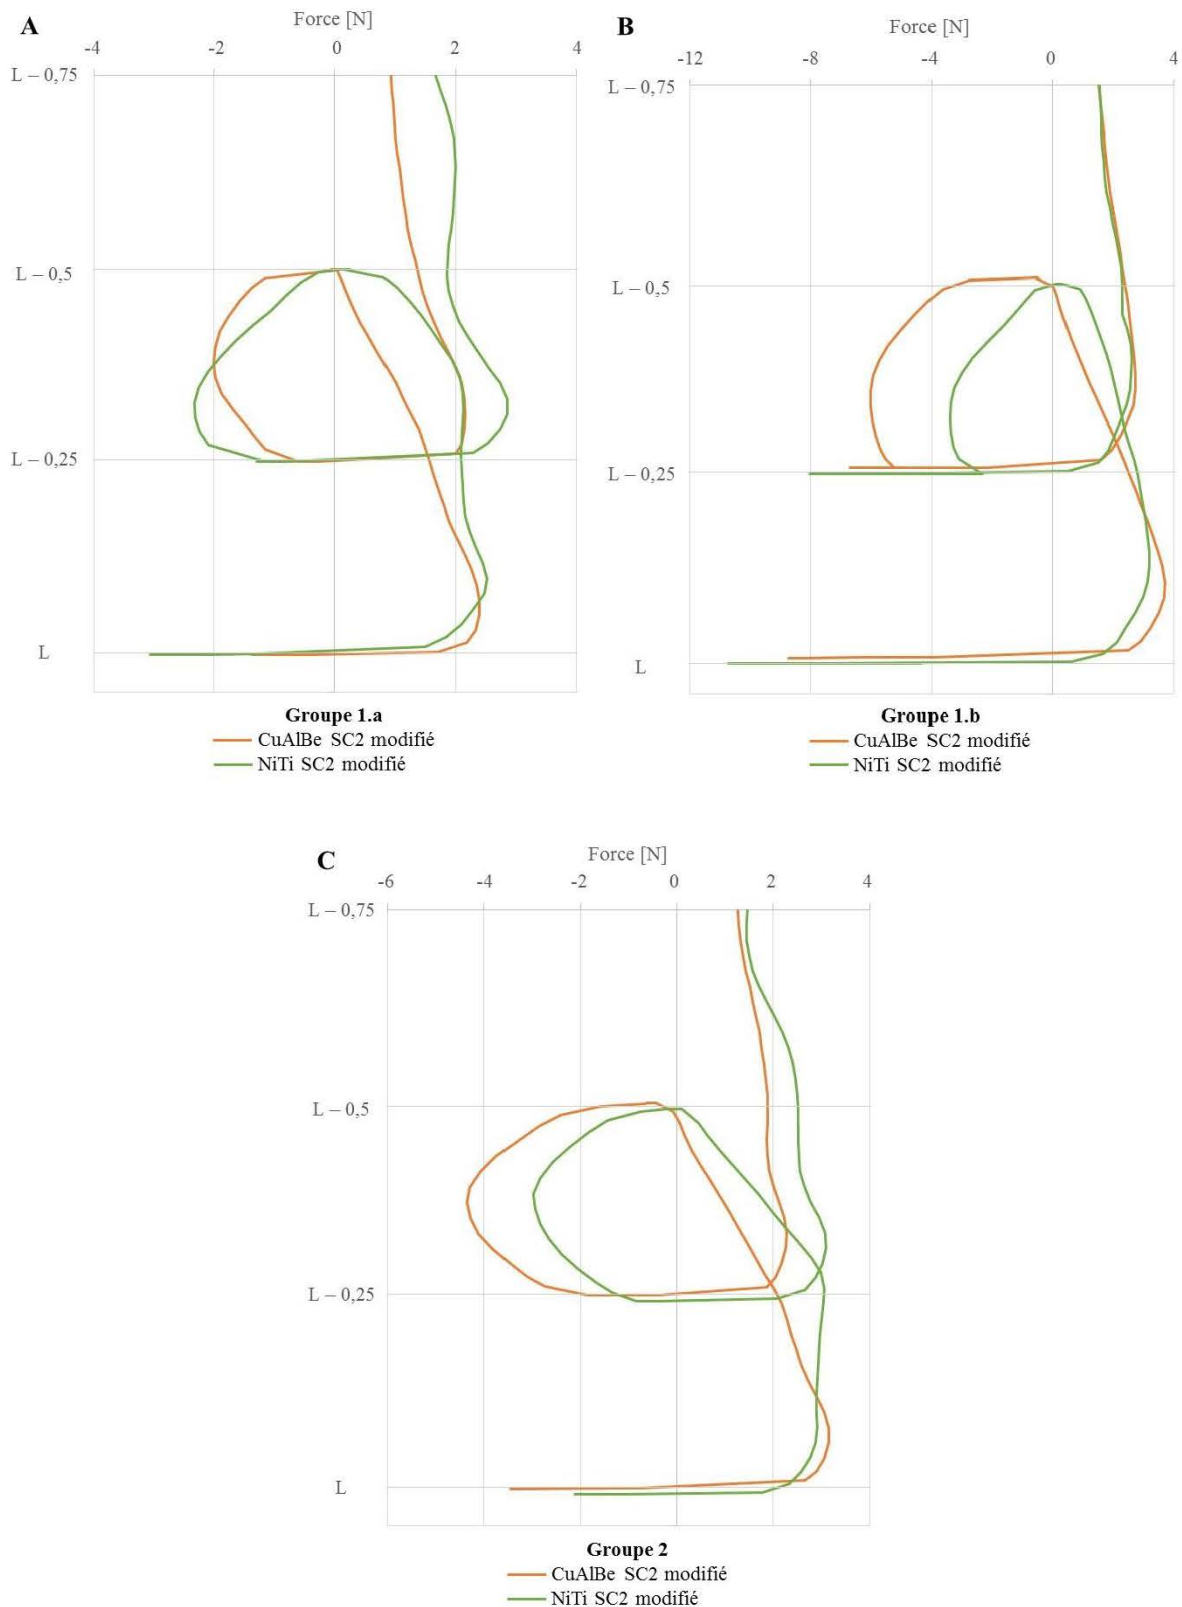 A
Force [N]
-4 -2 0 2 4
L – 0,75
L – 0,5
L – 0,25
L
Groupe 1.a
CuAlBe SC2 modifié
NiTi SC2 modifié
B
Force [N]
-12 -8 -4 0 4
L – 0,75
L – 0,5
L – 0,25
L
Groupe 1.b
CuAlBe SC2 modifié
NiTi SC2 modifié
C
Force [N]
-6 -4 -2 0 2 4
L – 0,75
L – 0,5
L – 0,25
L
Groupe 2
CuAlBe SC2 modifié
NiTi SC2 modifié